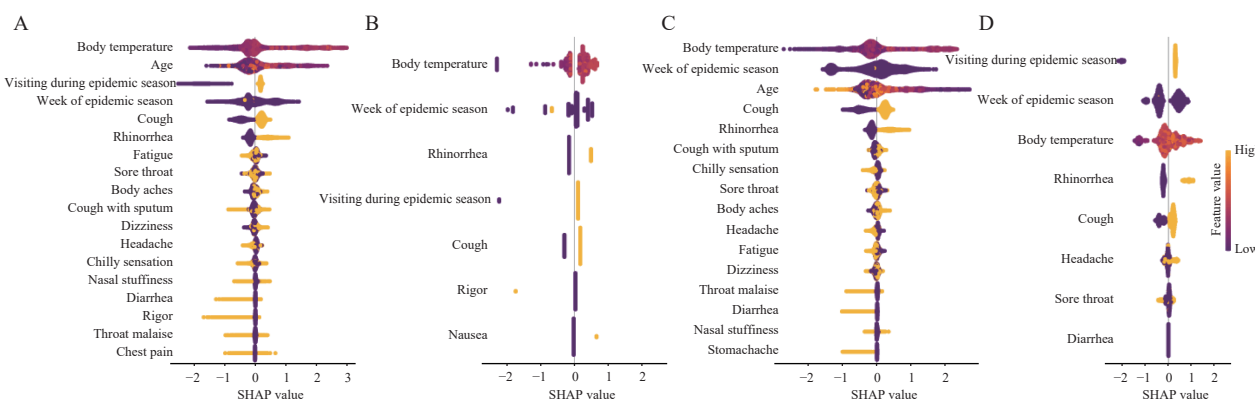 A
Body temperature
Age
Visiting during epidemic season
Week of epidemic season
Cough
Rhinorrhea
Fatigue
Sore throat
Body aches
Cough with sputum
Dizziness
Headache
Chilly sensation
Nasal stuffiness
Diarrhea
Rigor
Throat malaise
Chest pain
−2 −1 0 1 2 3
SHAP value
B
Body temperature
Week of epidemic season
Rhinorrhea
Visiting during epidemic season
Cough
Rigor
Nausea
−2 −1 0 1 2
SHAP value
C
Body temperature
Week of epidemic season
Age
Cough
Rhinorrhea
Cough with sputum
Chilly sensation
Sore throat
Body aches
Headache
Fatigue
Dizziness
Throat malaise
Diarrhea
Nasal stuffiness
Stomachache
−2 −1 0 1 2
SHAP value
D
Visiting during epidemic season
Week of epidemic season
Body temperature
Rhinorrhea
Cough
Headache
Sore throat
Diarrhea
−2 −1 0 1 2
SHAP value
High
Feature value
Low